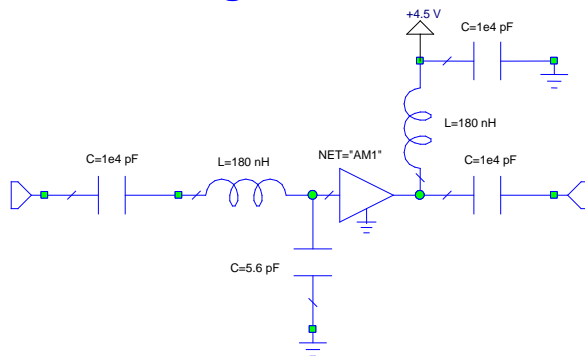 +4.5 V
C=1e4 pF
L=180 nH
C=1e4 pF
L=180 nH
NET="AM1"
C=1e4 pF
C=5.6 pF